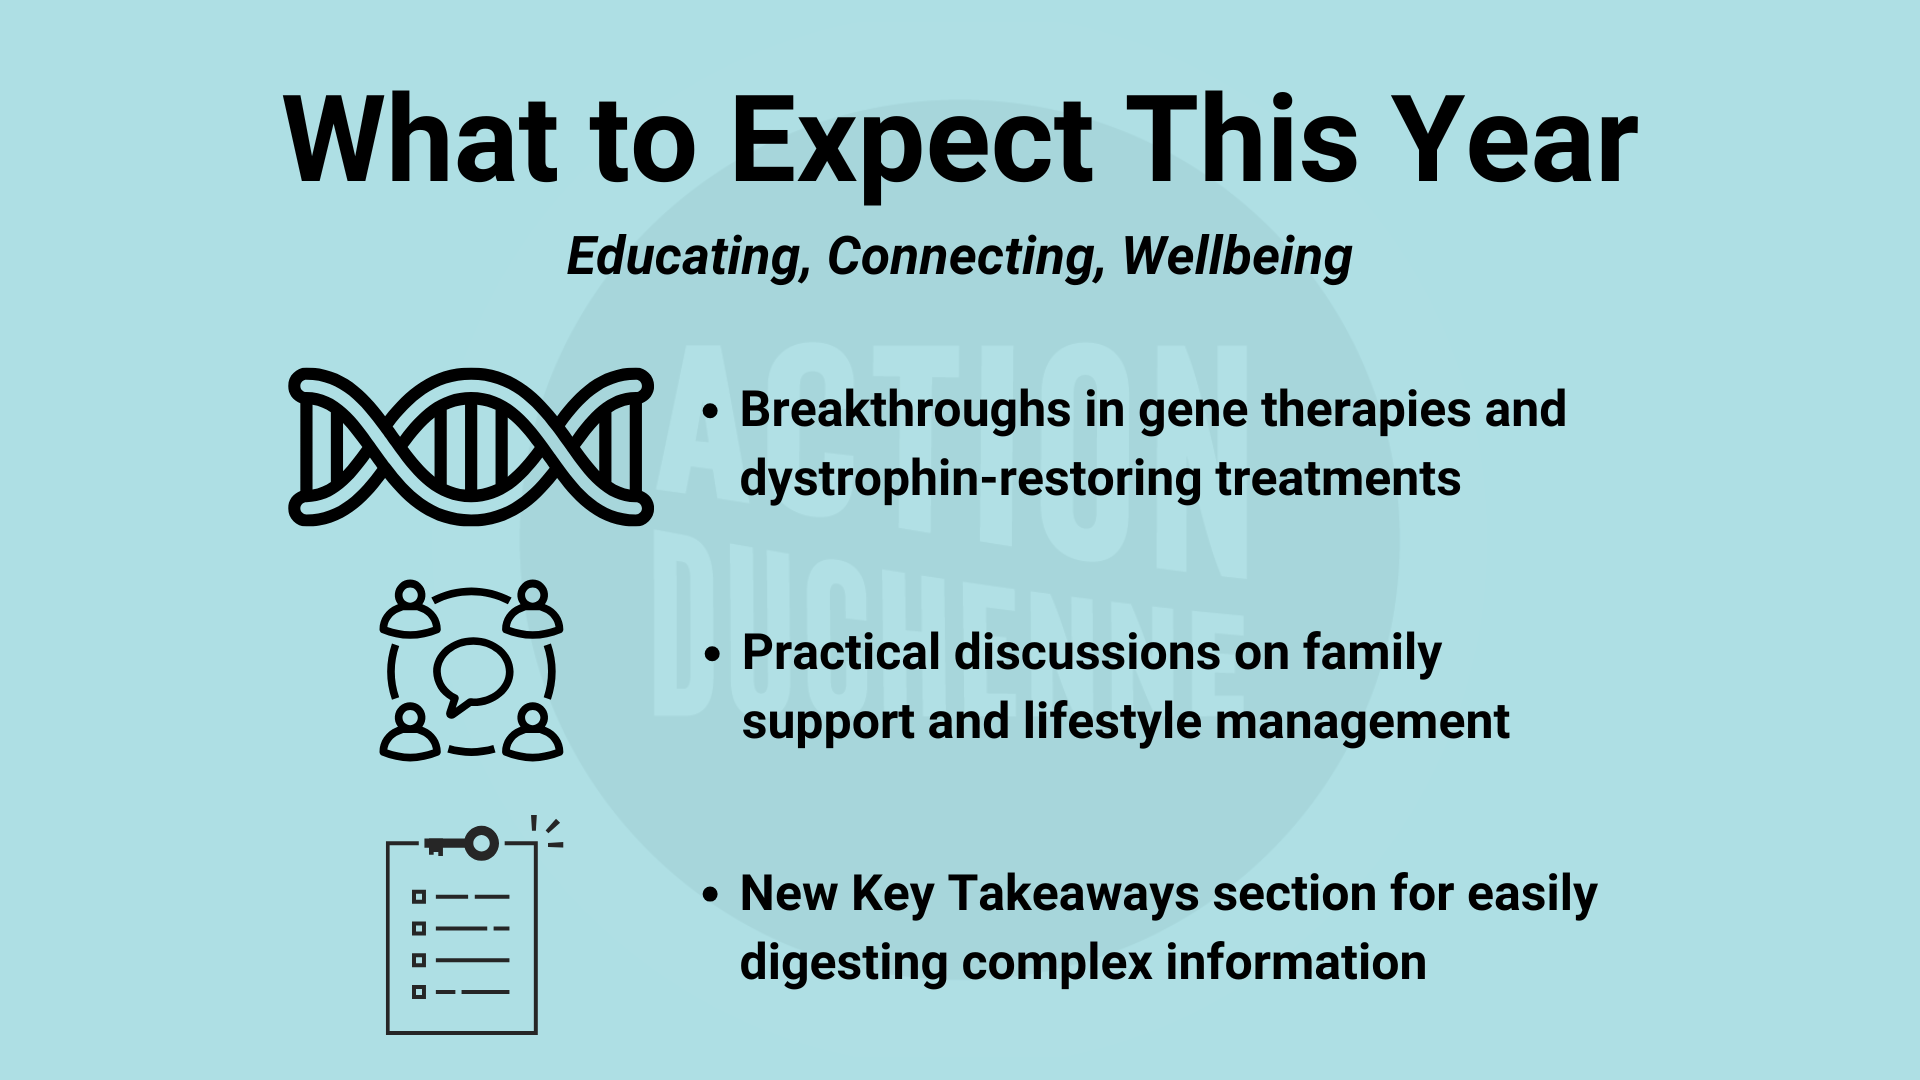 What to Expect This Year
Educating, Connecting, Wellbeing
ACTION
DUCHENNE
• Breakthroughs in gene therapies and
dystrophin-restoring treatments
• Practical discussions on family
support and lifestyle management
• New Key Takeaways section for easily
digesting complex information